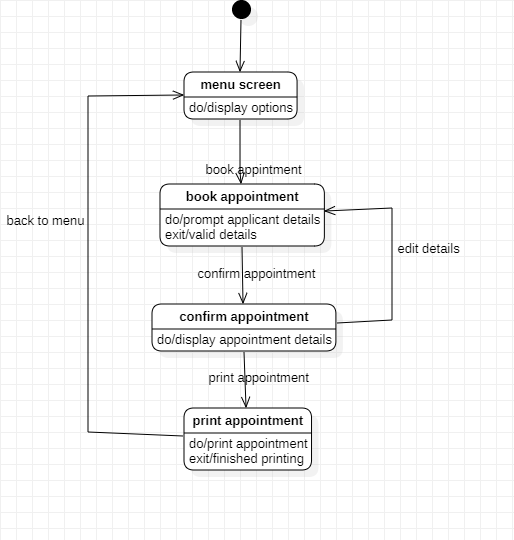 menu screen
do/display options
book appintment
book appointment
do/prompt applicant details
exit/valid details
back to menu
edit details
confirm appointment
confirm appointment
do/display appointment details
print appointment
print appointment
do/print appointment
exit/finished printing